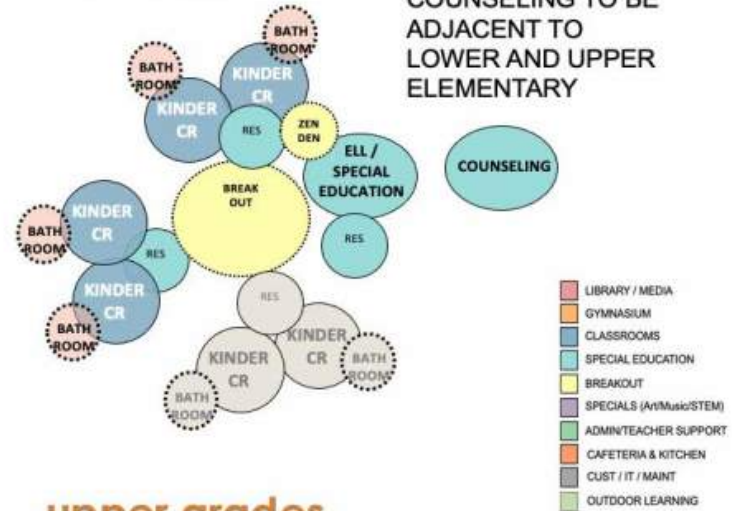 COUNSELING TO BE
ADJACENT TO
LOWER AND UPPER
ELEMENTARY
BATH
ROOM
BATH
ROOM
KINDER
CR
KINDER
CR
RES
ZEN
DEN
ELL /
SPECIAL
EDUCATION
COUNSELING
BREAK
OUT
KINDER
CR
BATH
ROOM
RES
RES
KINDER
CR
BATH
ROOM
RES
KINDER
CR
KINDER
CR
BATH
ROOM
BATH
ROOM
LIBRARY / MEDIA
GYMNASIUM
CLASSROOMS
SPECIAL EDUCATION
BREAKOUT
SPECIALS (Art/Music/STEM)
ADMIN/TEACHER SUPPORT
CAFETERIA & KITCHEN
CUST / IT / MAINT
OUTDOOR LEARNING
upper grades